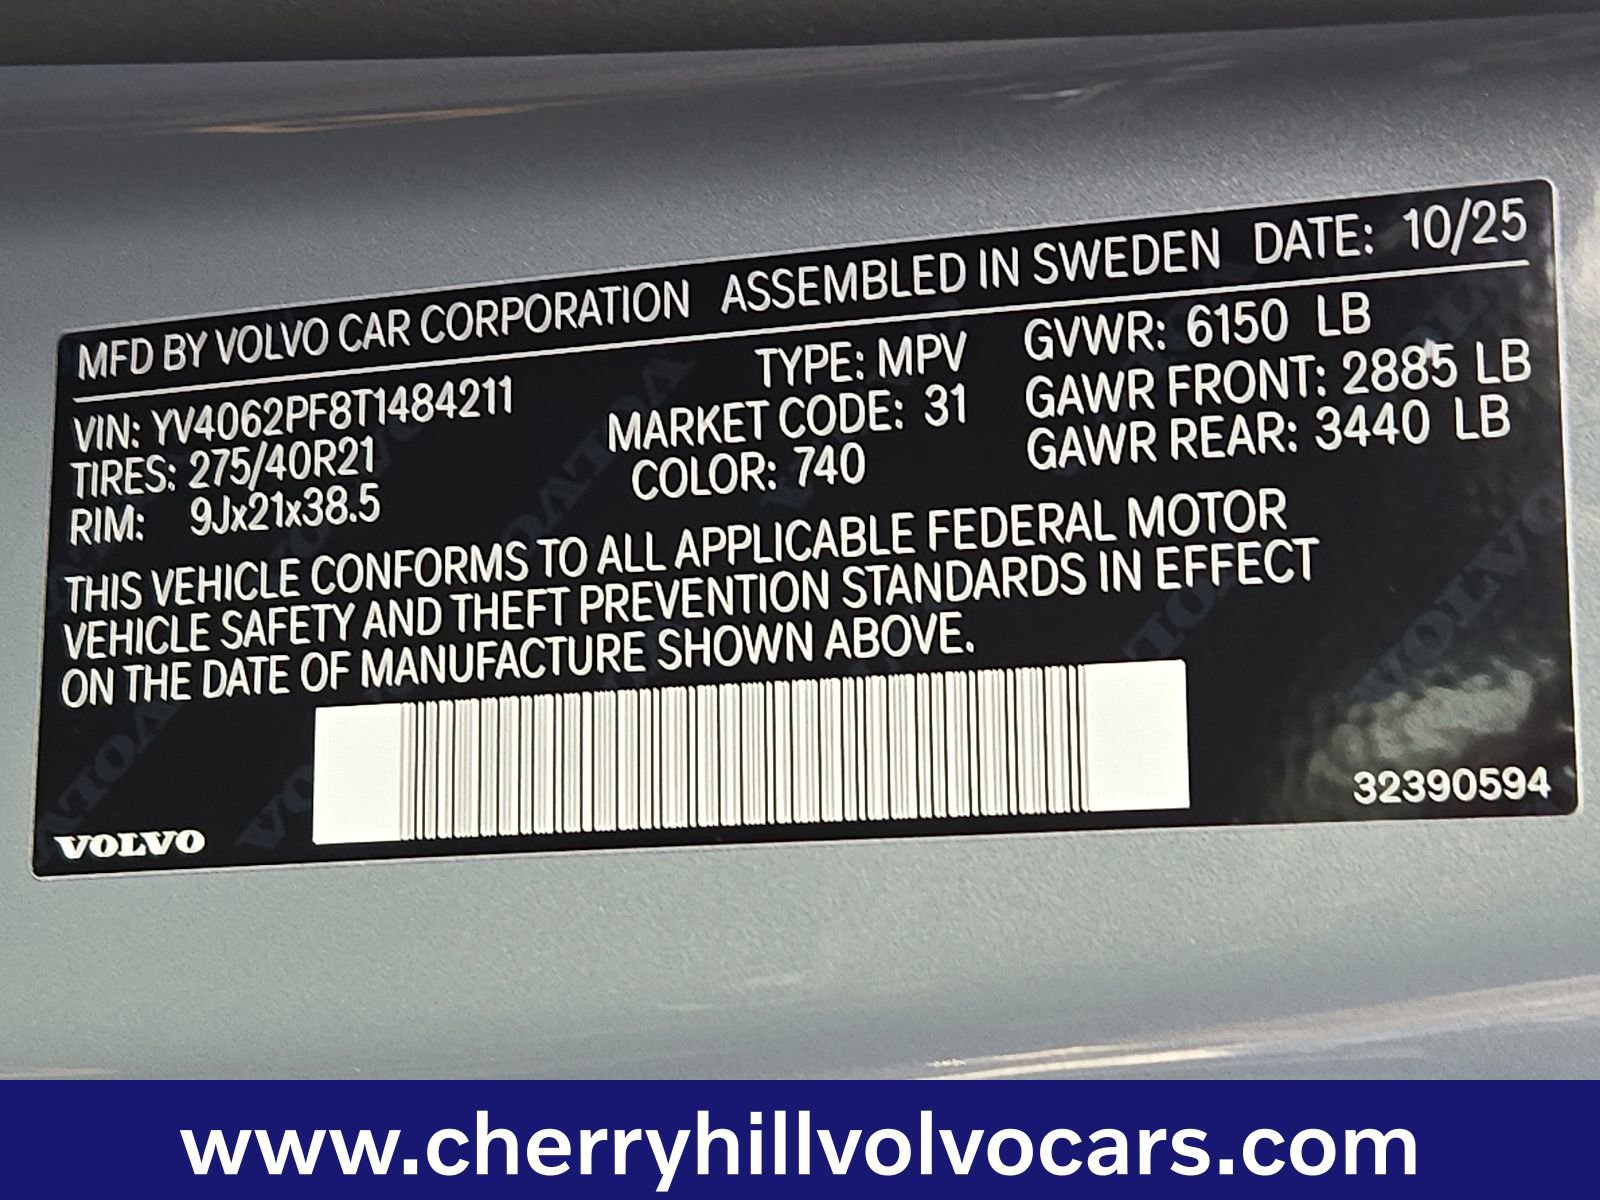 MFD BY VOLVO CAR CORPORATION ASSEMBLED IN SWEDEN DATE: 10/25
VIN: YV4062PF8T1484211 TYPE: MPV GVWR: 6150 LB
TIRES: 275/40R21 MARKET CODE: 31 GAWR FRONT: 2885 LB
RIM: 9Jx21x38.5 COLOR: 740 GAWR REAR: 3440 LB
THIS VEHICLE CONFORMS TO ALL APPLICABLE FEDERAL MOTOR
VEHICLE SAFETY AND THEFT PREVENTION STANDARDS IN EFFECT
ON THE DATE OF MANUFACTURE SHOWN ABOVE.
VOLVO 32390594
www.cherryhillvolvocars.com